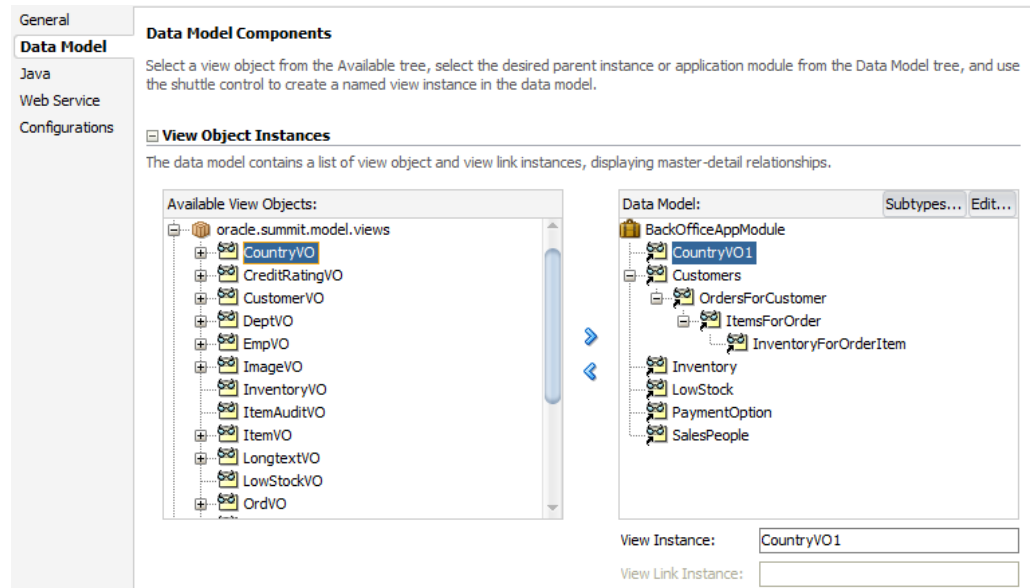 General
Data Model
Java
Web Service
Configurations
Data Model Components
Select a view object from the Available tree, select the desired parent instance or application module from the Data Model tree, and use
the shuttle control to create a named view instance in the data model.
View Object Instances
The data model contains a list of view object and view link instances, displaying master-detail relationships.
Available View Objects:
oracle.summit.model.views
CountryVO
CreditRatingVO
CustomerVO
DeptVO
EmpVO
ImageVO
InventoryVO
ItemAuditVO
ItemVO
LongtextVO
LowStockVO
OrdVO
Data Model:
Subtypes... Edit...
BackOfficeAppModule
CountryVO1
Customers
OrdersForCustomer
ItemsForOrder
InventoryForOrderItem
Inventory
LowStock
PaymentOption
SalesPeople
View Instance: CountryVO1
View Link Instance: